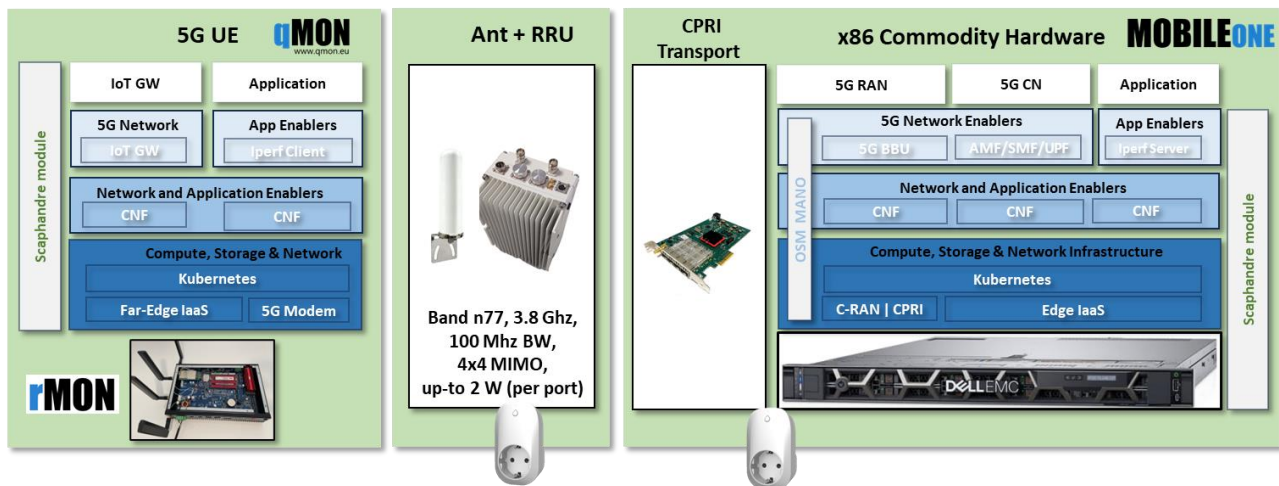 5G UE
qMON
www.qmon.eu
Scaphandre module
IoT GW
Application
5G Network
IoT GW
App Enablers
Iperf Client
Network and Application Enablers
CNF
CNF
Compute, Storage & Network
Kubernetes
Far-Edge IaaS
5G Modem
rMON
Ant + RRU
Band n77, 3.8 Ghz,
100 Mhz BW,
4x4 MIMO,
up-to 2 W (per port)
CPRI
Transport
x86 Commodity Hardware
MOBILEONE
5G RAN
5G CN
Application
5G Network Enablers
5G BBU
AMF/SMF/UPF
App Enablers
Iperf Server
OSM MANO
Network and Application Enablers
CNF
CNF
CNF
Compute, Storage & Network Infrastructure
Kubernetes
C-RAN | CPRI
Edge IaaS
DELLEMC
Scaphandre module